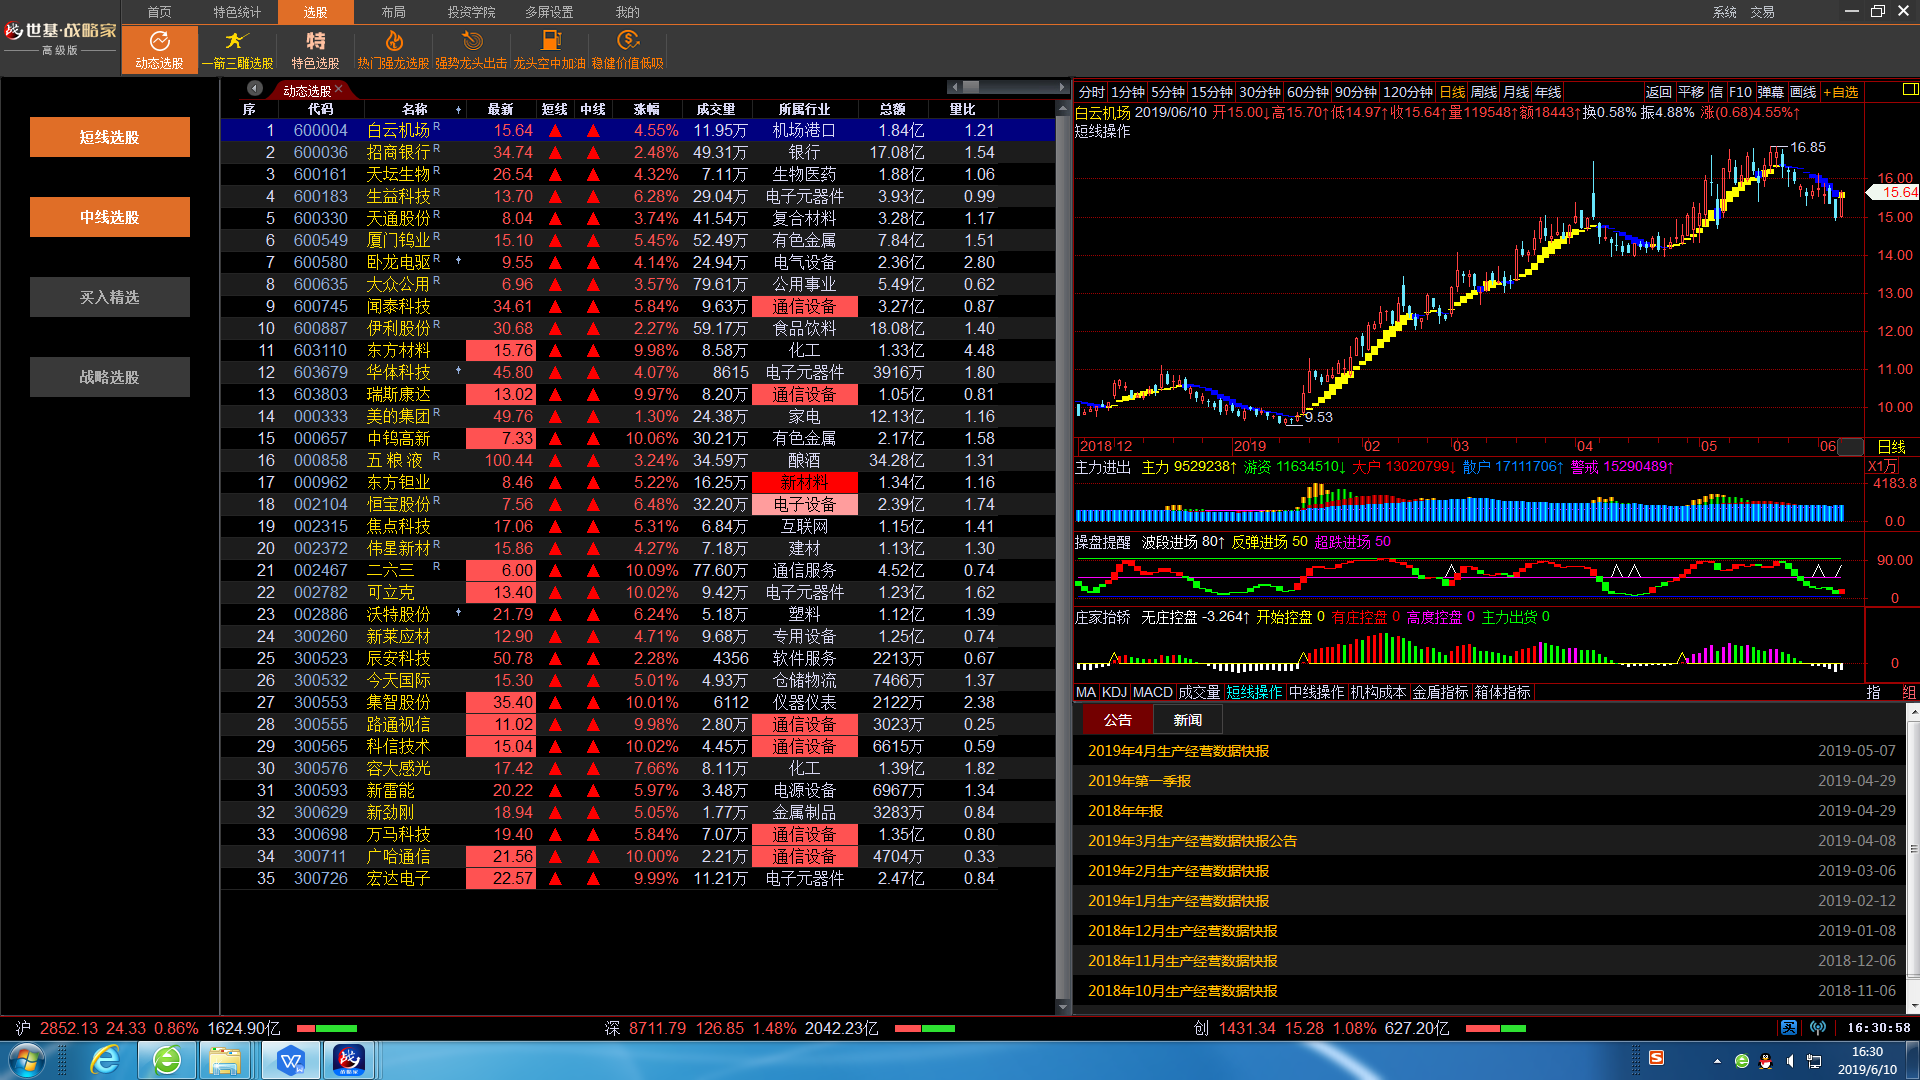 首页 特色统计 选股 布局 投资学院 多屏设置 我的 系统 交易
世基·战略家
高级版
动态选股 一箭三雕选股 特色选股 热门强龙选股 强势龙头出击 龙头空中加油 稳健价值低吸
特
短线选股
中线选股
买入精选
战略选股
动态选股
序 代码 名称 最新 短线 中线 涨幅 成交量 所属行业 总额 量比
1 600004 白云机场 R 15.64 ▲ ▲ 4.55% 11.95万 机场港口 1.84亿 1.21
2 600036 招商银行 R 34.74 ▲ ▲ 2.48% 49.31万 银行 17.08亿 1.54
3 600161 天坛生物 R 26.54 ▲ ▲ 4.32% 7.11万 生物医药 1.88亿 1.06
4 600183 生益科技 R 13.70 ▲ ▲ 6.28% 29.04万 电子元器件 3.93亿 0.99
5 600330 天通股份 R 8.04 ▲ ▲ 3.74% 41.54万 复合材料 3.28亿 1.17
6 600549 厦门钨业 R 15.10 ▲ ▲ 5.45% 52.49万 有色金属 7.84亿 1.51
7 600580 卧龙电驱 R 9.55 ▲ ▲ 4.14% 24.94万 电气设备 2.36亿 2.80
8 600635 大众公用 R 6.96 ▲ ▲ 3.57% 79.61万 公用事业 5.49亿 0.62
9 600745 闻泰科技 34.61 ▲ ▲ 5.84% 9.63万 通信设备 3.27亿 0.87
10 600887 伊利股份 R 30.68 ▲ ▲ 2.27% 59.17万 食品饮料 18.08亿 1.40
11 603110 东方材料 15.76 ▲ ▲ 9.98% 8.58万 化工 1.33亿 4.48
12 603679 华体科技 45.80 ▲ ▲ 4.07% 8615 电子元器件 3916万 1.80
13 603803 瑞斯康达 13.02 ▲ ▲ 9.97% 8.20万 通信设备 1.05亿 0.81
14 000333 美的集团 R 49.76 ▲ ▲ 1.30% 24.38万 家电 12.13亿 1.16
15 000657 中钨高新 7.33 ▲ ▲ 10.06% 30.21万 有色金属 2.17亿 1.58
16 000858 五 粮 液 R 100.44 ▲ ▲ 3.24% 34.59万 酿酒 34.28亿 1.31
17 000962 东方钽业 8.46 ▲ ▲ 5.22% 16.25万 新材料 1.34亿 1.16
18 002104 恒宝股份 R 7.56 ▲ ▲ 6.48% 32.20万 电子设备 2.39亿 1.74
19 002315 焦点科技 17.06 ▲ ▲ 5.31% 6.84万 互联网 1.15亿 1.41
20 002372 伟星新材 R 15.86 ▲ ▲ 4.27% 7.18万 建材 1.13亿 1.30
21 002467 二六三 R 6.00 ▲ ▲ 10.09% 77.60万 通信服务 4.52亿 0.74
22 002782 可立克 13.40 ▲ ▲ 10.02% 9.42万 电子元器件 1.23亿 1.62
23 002886 沃特股份 21.79 ▲ ▲ 6.24% 5.18万 塑料 1.12亿 1.39
24 300260 新莱应材 12.90 ▲ ▲ 4.71% 9.68万 专用设备 1.25亿 0.74
25 300523 辰安科技 50.78 ▲ ▲ 2.28% 4356 软件服务 2213万 0.67
26 300532 今天国际 15.30 ▲ ▲ 5.01% 4.93万 仓储物流 7466万 1.37
27 300553 集智股份 35.40 ▲ ▲ 10.01% 6112 仪器仪表 2122万 2.38
28 300555 路通视信 11.02 ▲ ▲ 9.98% 2.80万 通信设备 3023万 0.25
29 300565 科信技术 15.04 ▲ ▲ 10.02% 4.45万 通信设备 6615万 0.59
30 300576 容大感光 17.42 ▲ ▲ 7.66% 8.11万 化工 1.39亿 1.82
31 300593 新雷能 20.22 ▲ ▲ 5.97% 3.48万 电源设备 6967万 1.34
32 300629 新劲刚 18.94 ▲ ▲ 5.05% 1.77万 金属制品 3283万 0.84
33 300698 万马科技 19.40 ▲ ▲ 5.84% 7.07万 通信设备 1.35亿 0.80
34 300711 广哈通信 21.56 ▲ ▲ 10.00% 2.21万 通信设备 4704万 0.33
35 300726 宏达电子 22.57 ▲ ▲ 9.99% 11.21万 电子元器件 2.47亿 0.84
分时 1分钟 5分钟 15分钟 30分钟 60分钟 90分钟 120分钟 日线 周线 月线 年线 返回 平移 信 F10 弹幕 画线 +自选
白云机场 2019/06/10 开15.00↓高15.70↑低14.97↑收15.64↑量119548↑额18443↑换0.58% 振4.88% 涨(0.68)4.55%↑
短线操作
16.85
16.00
15.64
15.00
14.00
13.00
12.00
11.00
10.00
9.53
2018 12 2019 02 03 04 05 06 日线
主力进出 主力 9529238↑ 游资 11634510↓ 大户 13020799↓ 散户 17111706↑ 警戒 15290489↑ X1万
4183.8
0.0
操盘提醒 波段进场 80↑ 反弹进场 50 超跌进场 50
90.00
0
庄家抬轿 无庄控盘 -3.264↑ 开始控盘 0 有庄控盘 0 高度控盘 0 主力出货 0
0
MA KDJ MACD 成交量 短线操作 中线操作 机构成本 金盾指标 箱体指标 指 组
公告 新闻
2019年4月生产经营数据快报 2019-05-07
2019年第一季报 2019-04-29
2018年年报 2019-04-29
2019年3月生产经营数据快报公告 2019-04-08
2019年2月生产经营数据快报 2019-03-06
2019年1月生产经营数据快报 2019-02-12
2018年12月生产经营数据快报 2019-01-08
2018年11月生产经营数据快报 2018-12-06
2018年10月生产经营数据快报 2018-11-06
沪 2852.13 24.33 0.86% 1624.90亿 深 8711.79 126.85 1.48% 2042.23亿 创 1431.34 15.28 1.08% 627.20亿 买 16:30:58
16:30
2019/6/10